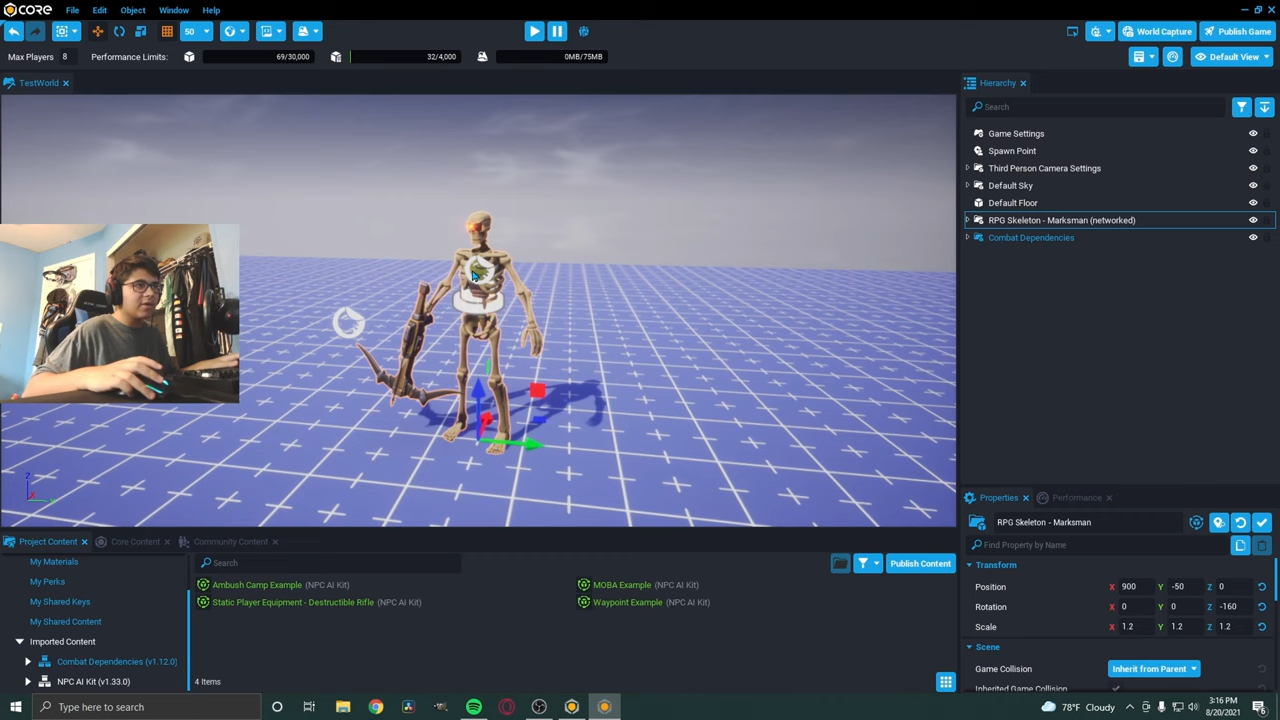 CORE File Edit Object Window Help
50 World Capture Publish Game
Max Players 8 Performance Limits: 69/30,000 32/4,000 0MB/75MB Default View
TestWorld
Hierarchy
Search
Game Settings
Spawn Point
Third Person Camera Settings
Default Sky
Default Floor
RPG Skeleton - Marksman (networked)
Combat Dependencies
Properties Performance
RPG Skeleton - Marksman
Find Property by Name
Transform
Position X 900 Y -50 Z 0
Rotation X 0 Y 0 Z -160
Scale X 1.2 Y 1.2 Z 1.2
Scene
Game Collision Inherit from Parent
Inherited Game Collision
Project Content Core Content Community Content
Search Publish Content
My Materials
My Perks
My Shared Keys
My Shared Content
Imported Content
Combat Dependencies (v1.12.0)
NPC AI Kit (v1.33.0)
Ambush Camp Example (NPC AI Kit) MOBA Example (NPC AI Kit)
Static Player Equipment - Destructible Rifle (NPC AI Kit) Waypoint Example (NPC AI Kit)
4 Items
Type here to search 78°F Cloudy 3:16 PM
8/20/2021